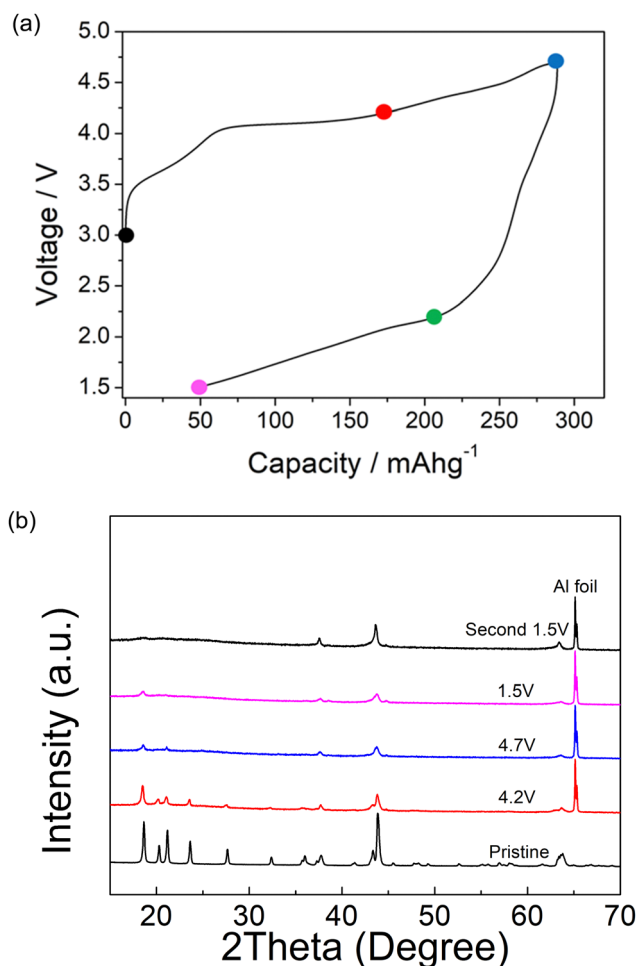 (a)
5.0
4.5
4.0
3.5
3.0
2.5
2.0
1.5
Voltage / V
0 50 100 150 200 250 300
Capacity / mAhg⁻¹
(b)
Al foil
Second 1.5V
1.5V
4.7V
4.2V
Pristine
Intensity (a.u.)
20 30 40 50 60 70
2Theta (Degree)